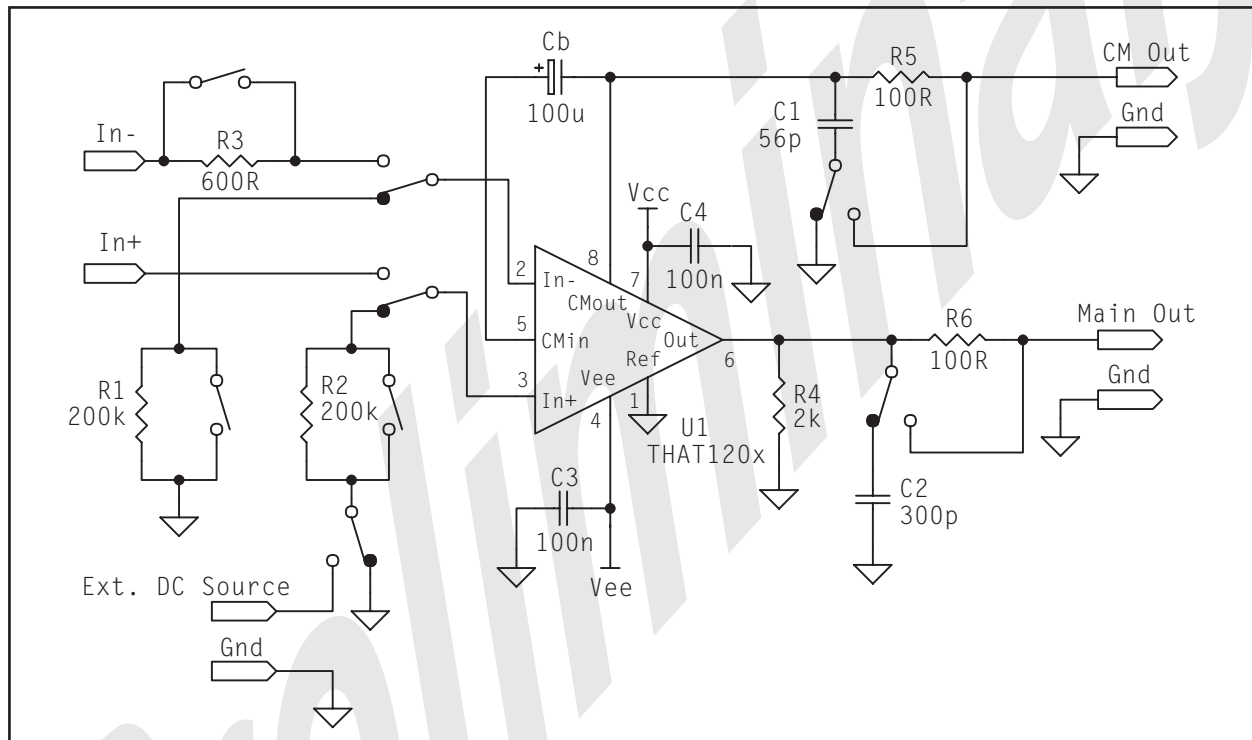 Cb
+
100u
R5
100R
CM Out
C1
56p
Gnd
In-
R3
600R
Vcc
C4
100n
In+
8
7
2
In-
CMout
Vcc
5
CMin
Out
6
Ref
Vee
3
In+
4
1
U1
THAT120x
R6
100R
Main Out
R4
2k
Gnd
R1
200k
R2
200k
C3
100n
Vee
C2
300p
Ext. DC Source
Gnd
Preliminary